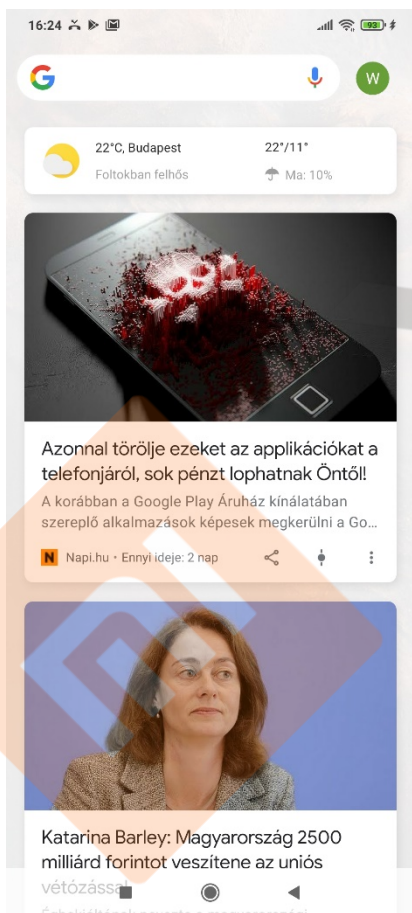 16:24
93
G
W
22°C, Budapest
22°/11°
Foltokban felhős
Ma: 10%
Azonnal törölje ezeket az applikációkat a
telefonjáról, sok pénzt lophatnak Öntől!
A korábban a Google Play Áruház kínálatában
szereplő alkalmazások képesek megkerülni a Go...
N Napi.hu • Ennyi ideje: 2 nap
Katarina Barley: Magyarország 2500
milliárd forintot veszítene az uniós
vétózással